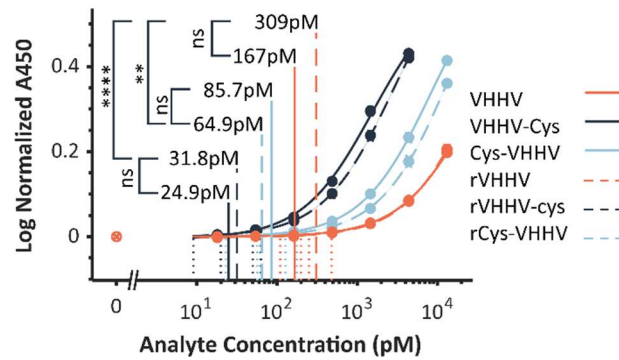 309pM
ns
167pM
0.4
****
**
85.7pM
ns
64.9pM
VHHV
VHHV-Cys
Cys-VHHV
rVHHV
rVHHV-cys
rCys-VHHV
0.2
31.8pM
ns
24.9pM
0
Log Normalized A450
0 10¹ 10² 10³ 10⁴
Analyte Concentration (pM)